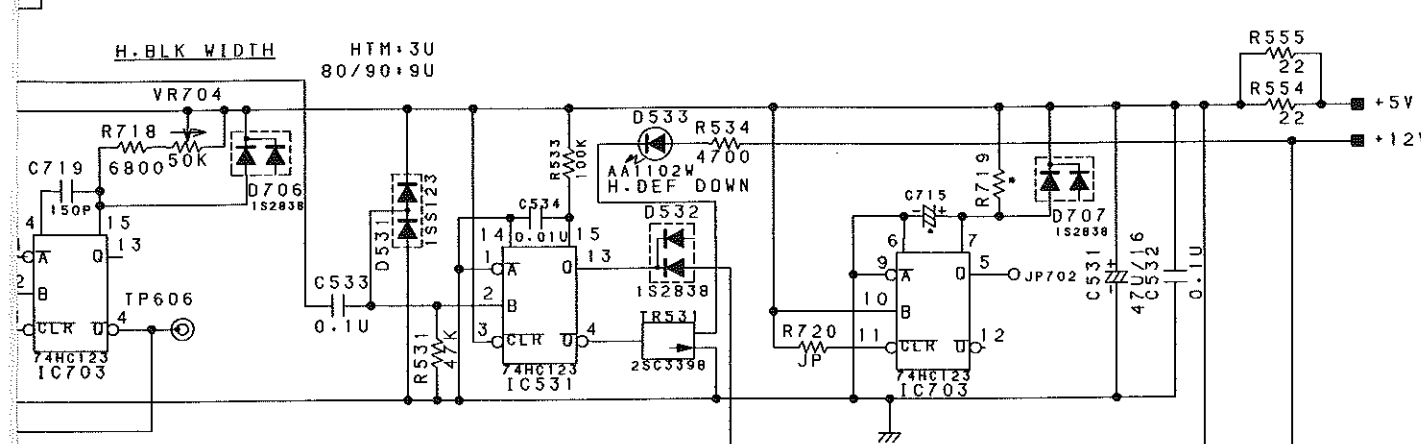 H.BLK WIDTH
HTM:3U
80/90:9U
R555
22
R554
22
+5V
+12V
VR704
50K
R718
6800
C719
150P
D706
1S2838
4
15
13
A
Q
B
CLR
Q
4
2
74HC123
IC703
TP606
C533
0.1U
D531
1SS123
R531
47K
R533
100K
C534
0.01U
14
15
13
1
A
Q
2
B
3
CLR
Q
4
74HC123
IC531
D533
AA1102W
H.DEF DOWN
R534
4700
D532
1S2838
TR531
2SC3398
R719
*
C715
- +
D707
1S2838
6
7
9
A
Q
5
JP702
10
B
11
CLR
Q
12
74HC123
IC703
R720
JP
C531
47U/16
+
-
C532
0.1U